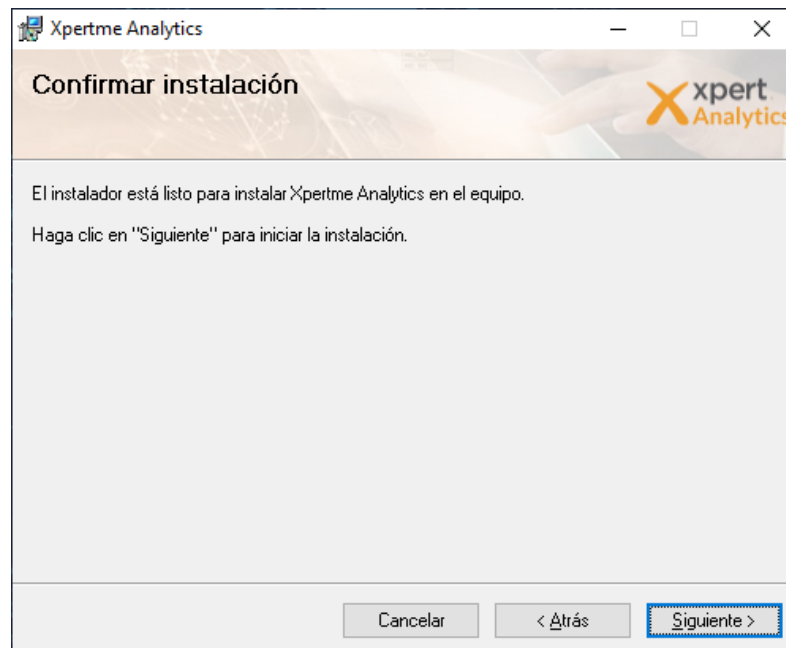 Xpertme Analytics
Confirmar instalación
xpert
Analytics
El instalador está listo para instalar Xpertme Analytics en el equipo.
Haga clic en "Siguiente" para iniciar la instalación.
Cancelar
< Atrás
Siguiente >